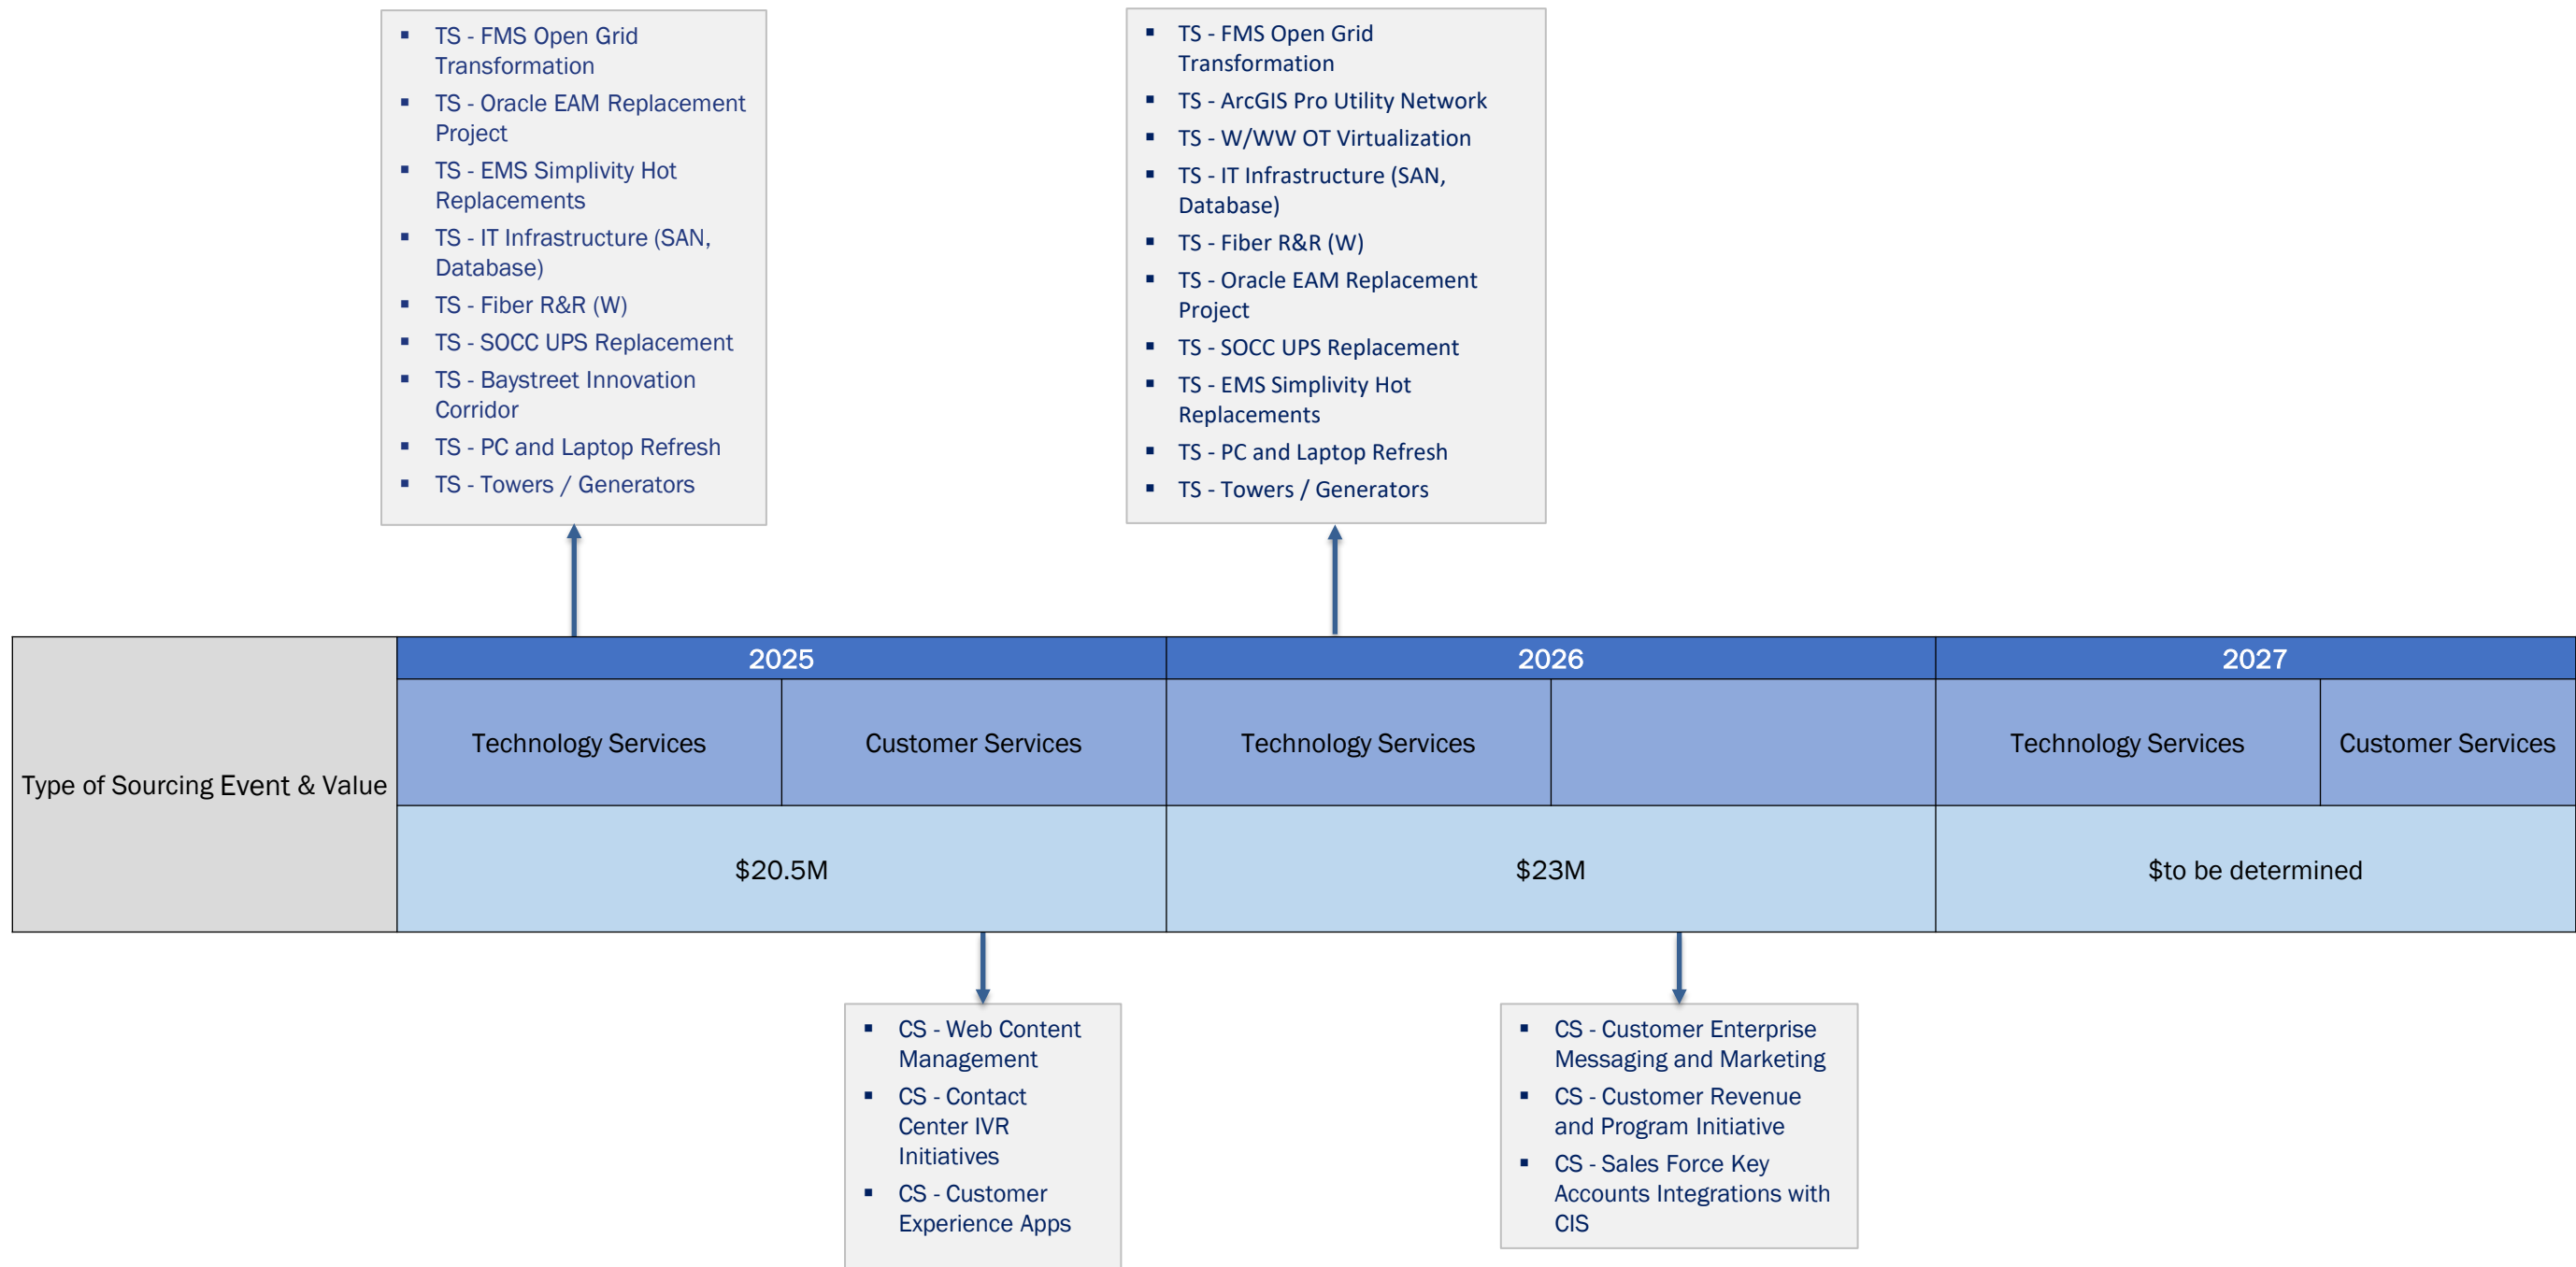 ▪ TS - FMS Open Grid
Transformation
▪ TS - Oracle EAM Replacement
Project
▪ TS - EMS Simplivity Hot
Replacements
▪ TS - IT Infrastructure (SAN,
Database)
▪ TS - Fiber R&R (W)
▪ TS - SOCC UPS Replacement
▪ TS - Baystreet Innovation
Corridor
▪ TS - PC and Laptop Refresh
▪ TS - Towers / Generators
▪ TS - FMS Open Grid
Transformation
▪ TS - ArcGIS Pro Utility Network
▪ TS - W/WW OT Virtualization
▪ TS - IT Infrastructure (SAN,
Database)
▪ TS - Fiber R&R (W)
▪ TS - Oracle EAM Replacement
Project
▪ TS - SOCC UPS Replacement
▪ TS - EMS Simplivity Hot
Replacements
▪ TS - PC and Laptop Refresh
▪ TS - Towers / Generators
Type of Sourcing Event & Value
2025
2026
2027
Technology Services
Customer Services
Technology Services
Technology Services
Customer Services
$20.5M
$23M
$to be determined
▪ CS - Web Content
Management
▪ CS - Contact
Center IVR
Initiatives
▪ CS - Customer
Experience Apps
▪ CS - Customer Enterprise
Messaging and Marketing
▪ CS - Customer Revenue
and Program Initiative
▪ CS - Sales Force Key
Accounts Integrations with
CIS